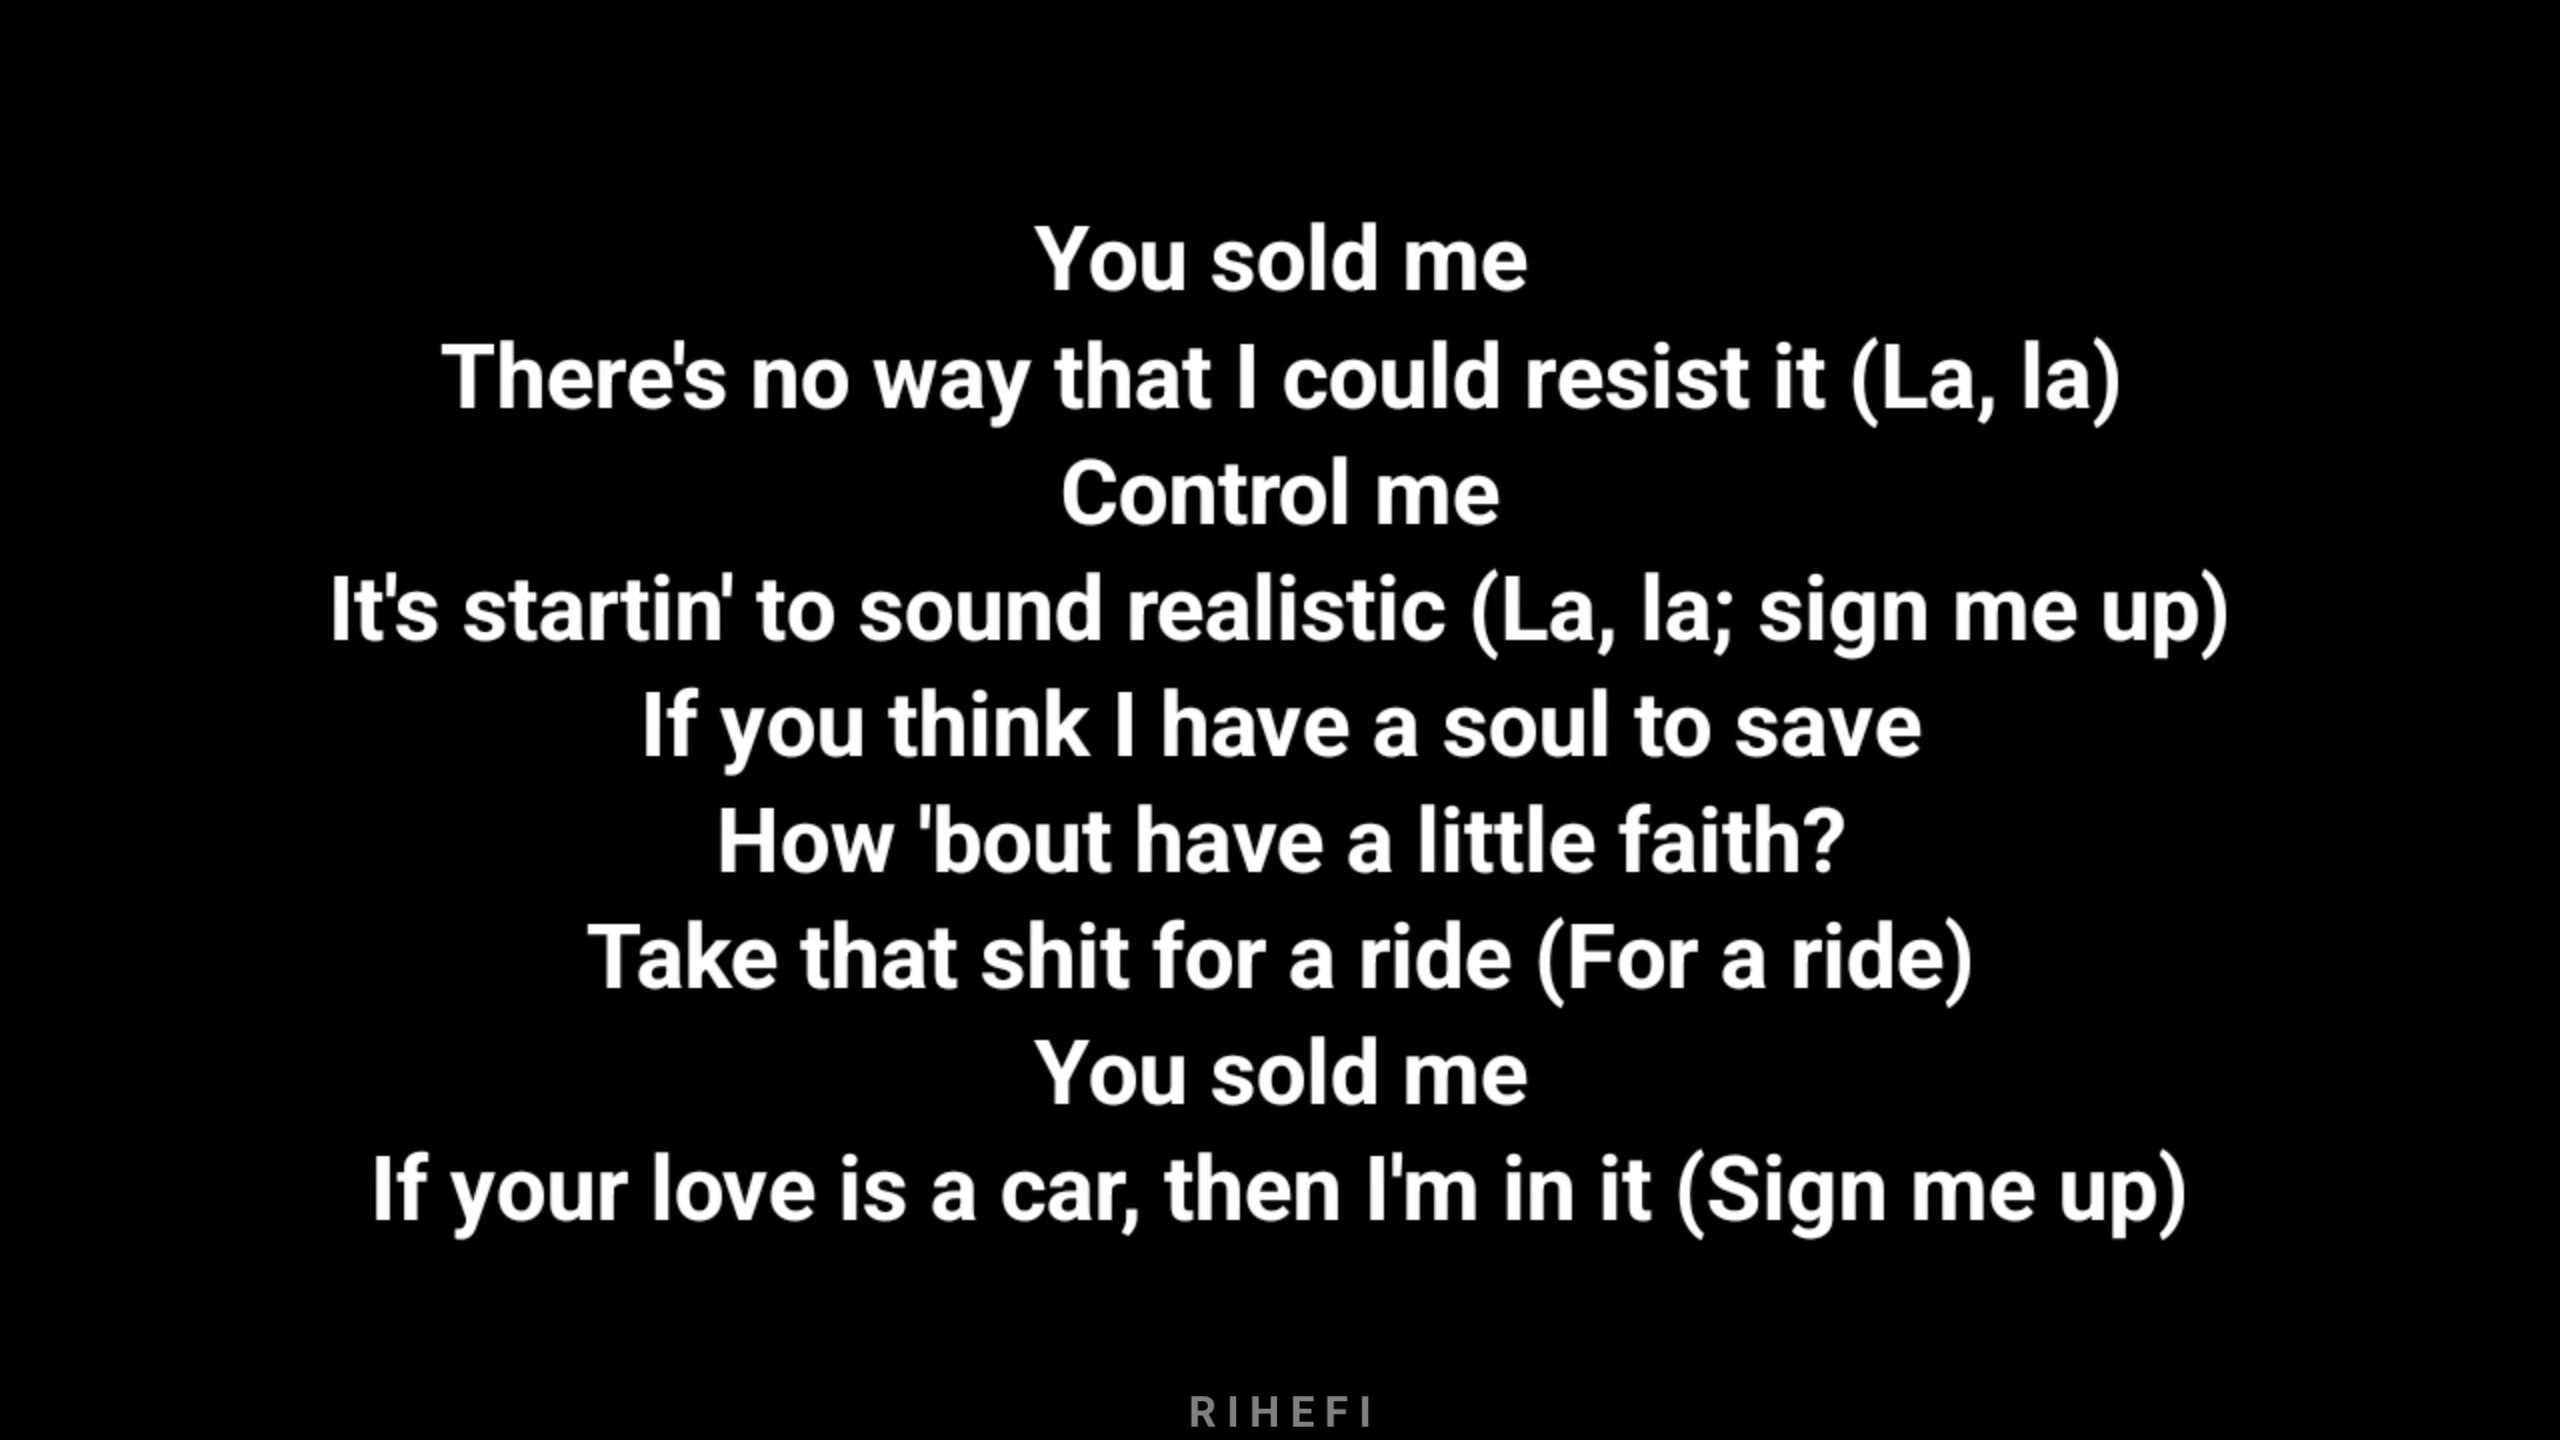 You sold me
There's no way that I could resist it (La, la)
Control me
It's startin' to sound realistic (La, la; sign me up)
If you think I have a soul to save
How 'bout have a little faith?
Take that shit for a ride (For a ride)
You sold me
If your love is a car, then I'm in it (Sign me up)
RIHEFI